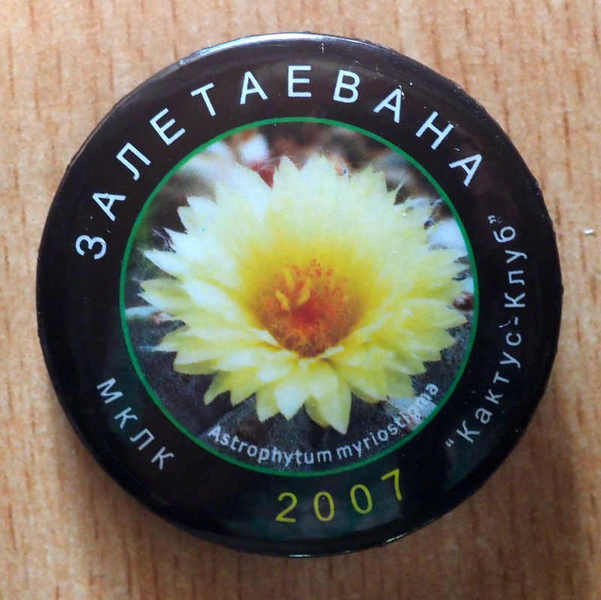 ЗАЛЕТАЕВАНА
"Кактус-Клуб"
МКЛК
Astrophytum myriostigma
2007